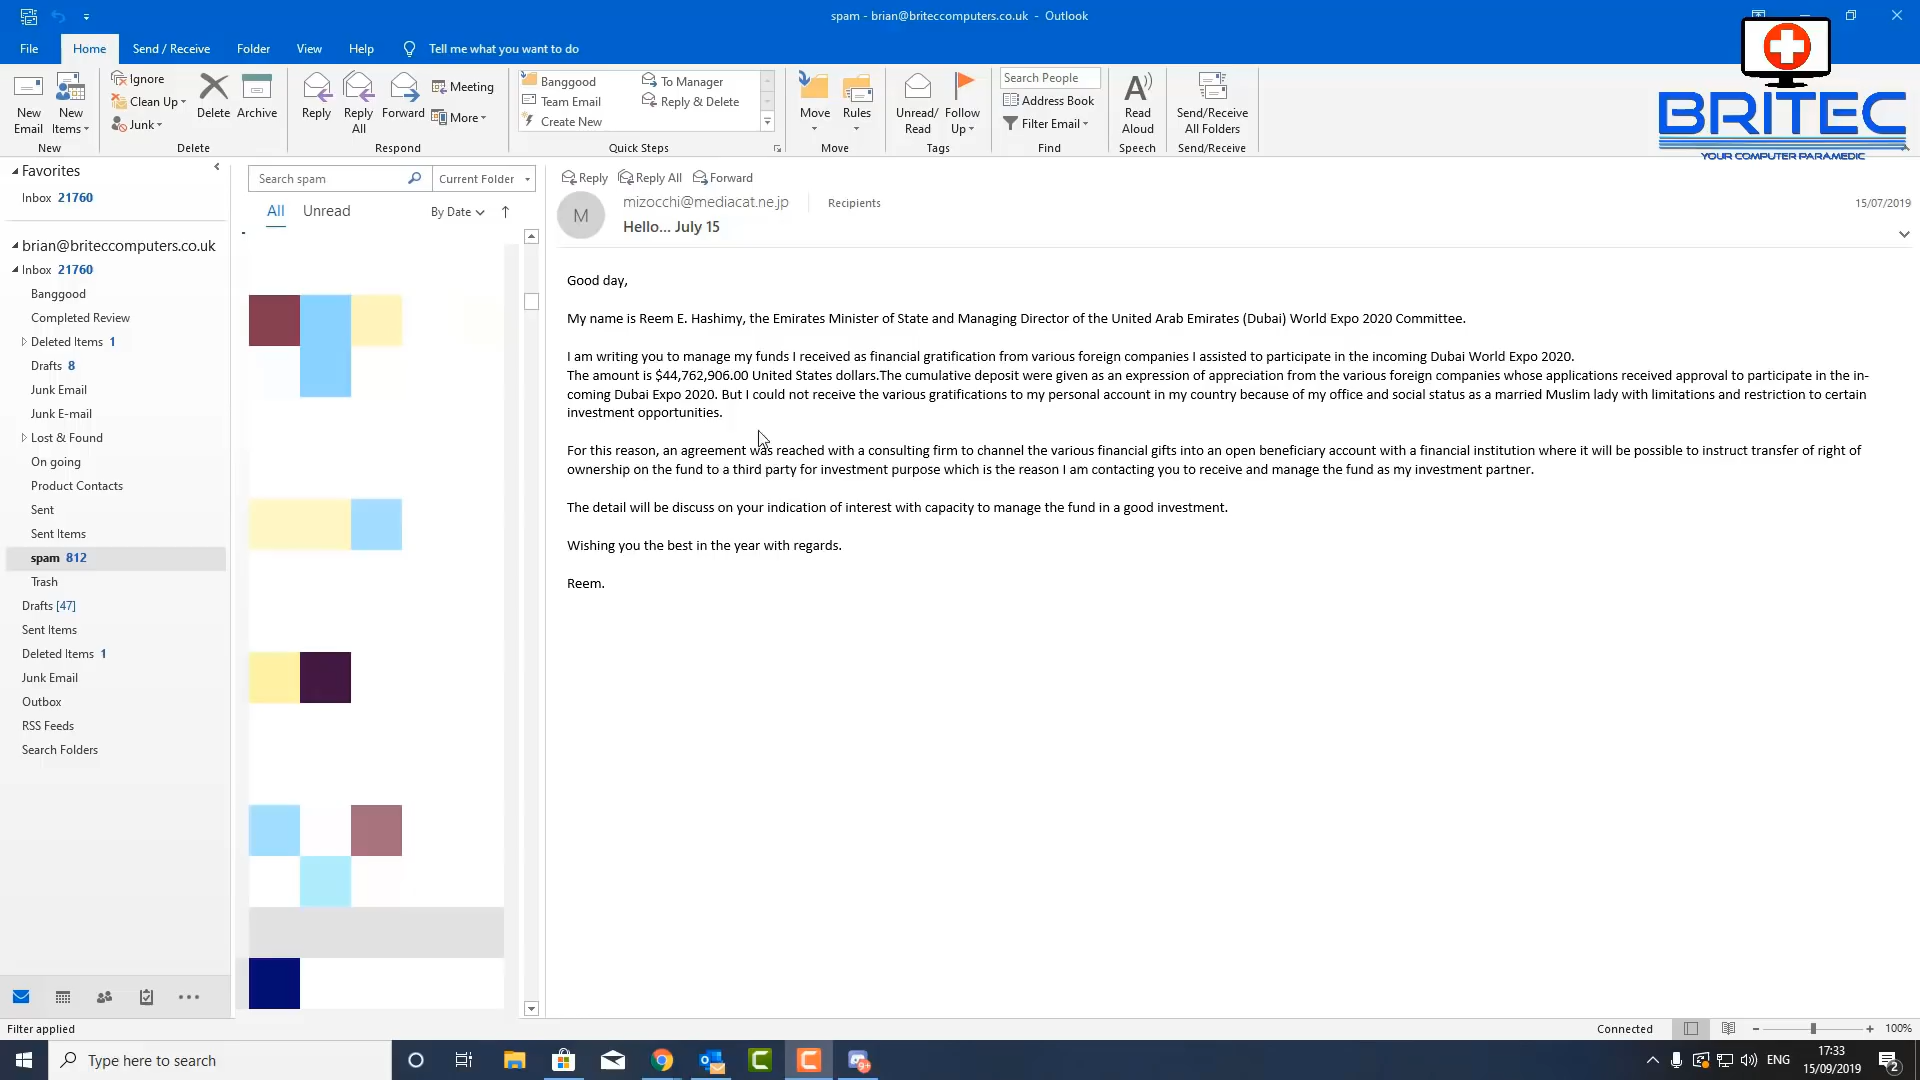 spam - brian@briteccomputers.co.uk - Outlook
File Home Send / Receive Folder View Help Tell me what you want to do
New Email
New Items
New
Ignore
Clean Up
Junk
Delete
Archive
Delete
Reply
Reply All
Forward
Meeting
More
Respond
Banggood
Team Email
Create New
To Manager
Reply & Delete
Quick Steps
Move
Rules
Move
Unread/ Read
Follow Up
Tags
Search People
Address Book
Filter Email
Find
Read Aloud
Speech
Send/Receive All Folders
Send/Receive
BRITEC
YOUR COMPUTER PARAMEDIC
Favorites
Inbox 21760
brian@briteccomputers.co.uk
Inbox 21760
Banggood
Completed Review
Deleted Items 1
Drafts 8
Junk Email
Junk E-mail
Lost & Found
On going
Product Contacts
Sent
Sent Items
spam 812
Trash
Drafts [47]
Sent Items
Deleted Items 1
Junk Email
Outbox
RSS Feeds
Search Folders
Search spam
Current Folder
All Unread By Date
Reply Reply All Forward
M
mizocchi@mediacat.ne.jp Recipients 15/07/2019
Hello... July 15
Good day,
My name is Reem E. Hashimy, the Emirates Minister of State and Managing Director of the United Arab Emirates (Dubai) World Expo 2020 Committee.
I am writing you to manage my funds I received as financial gratification from various foreign companies I assisted to participate in the incoming Dubai World Expo 2020.
The amount is $44,762,906.00 United States dollars.The cumulative deposit were given as an expression of appreciation from the various foreign companies whose applications received approval to participate in the in-
coming Dubai Expo 2020. But I could not receive the various gratifications to my personal account in my country because of my office and social status as a married Muslim lady with limitations and restriction to certain
investment opportunities.
For this reason, an agreement was reached with a consulting firm to channel the various financial gifts into an open beneficiary account with a financial institution where it will be possible to instruct transfer of right of
ownership on the fund to a third party for investment purpose which is the reason I am contacting you to receive and manage the fund as my investment partner.
The detail will be discuss on your indication of interest with capacity to manage the fund in a good investment.
Wishing you the best in the year with regards.
Reem.
Filter applied
Connected
100%
Type here to search
ENG
17:33
15/09/2019
2